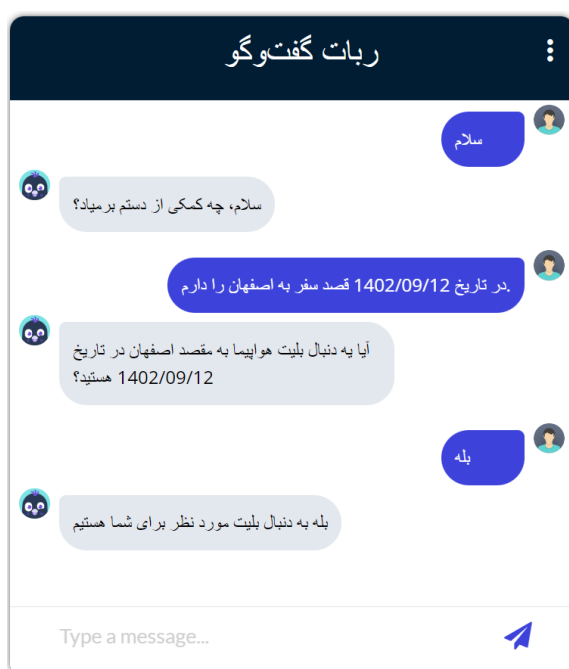 ربات گفت‌وگو
سلام
سلام، چه کمکی از دستم برمیاد؟
در تاریخ 1402/09/12 قصد سفر به اصفهان را دارم.
آیا به دنبال بلیت هواپیما به مقصد اصفهان در تاریخ
1402/09/12 هستید؟
بله
بله به دنبال بلیت مورد نظر برای شما هستیم
Type a message...